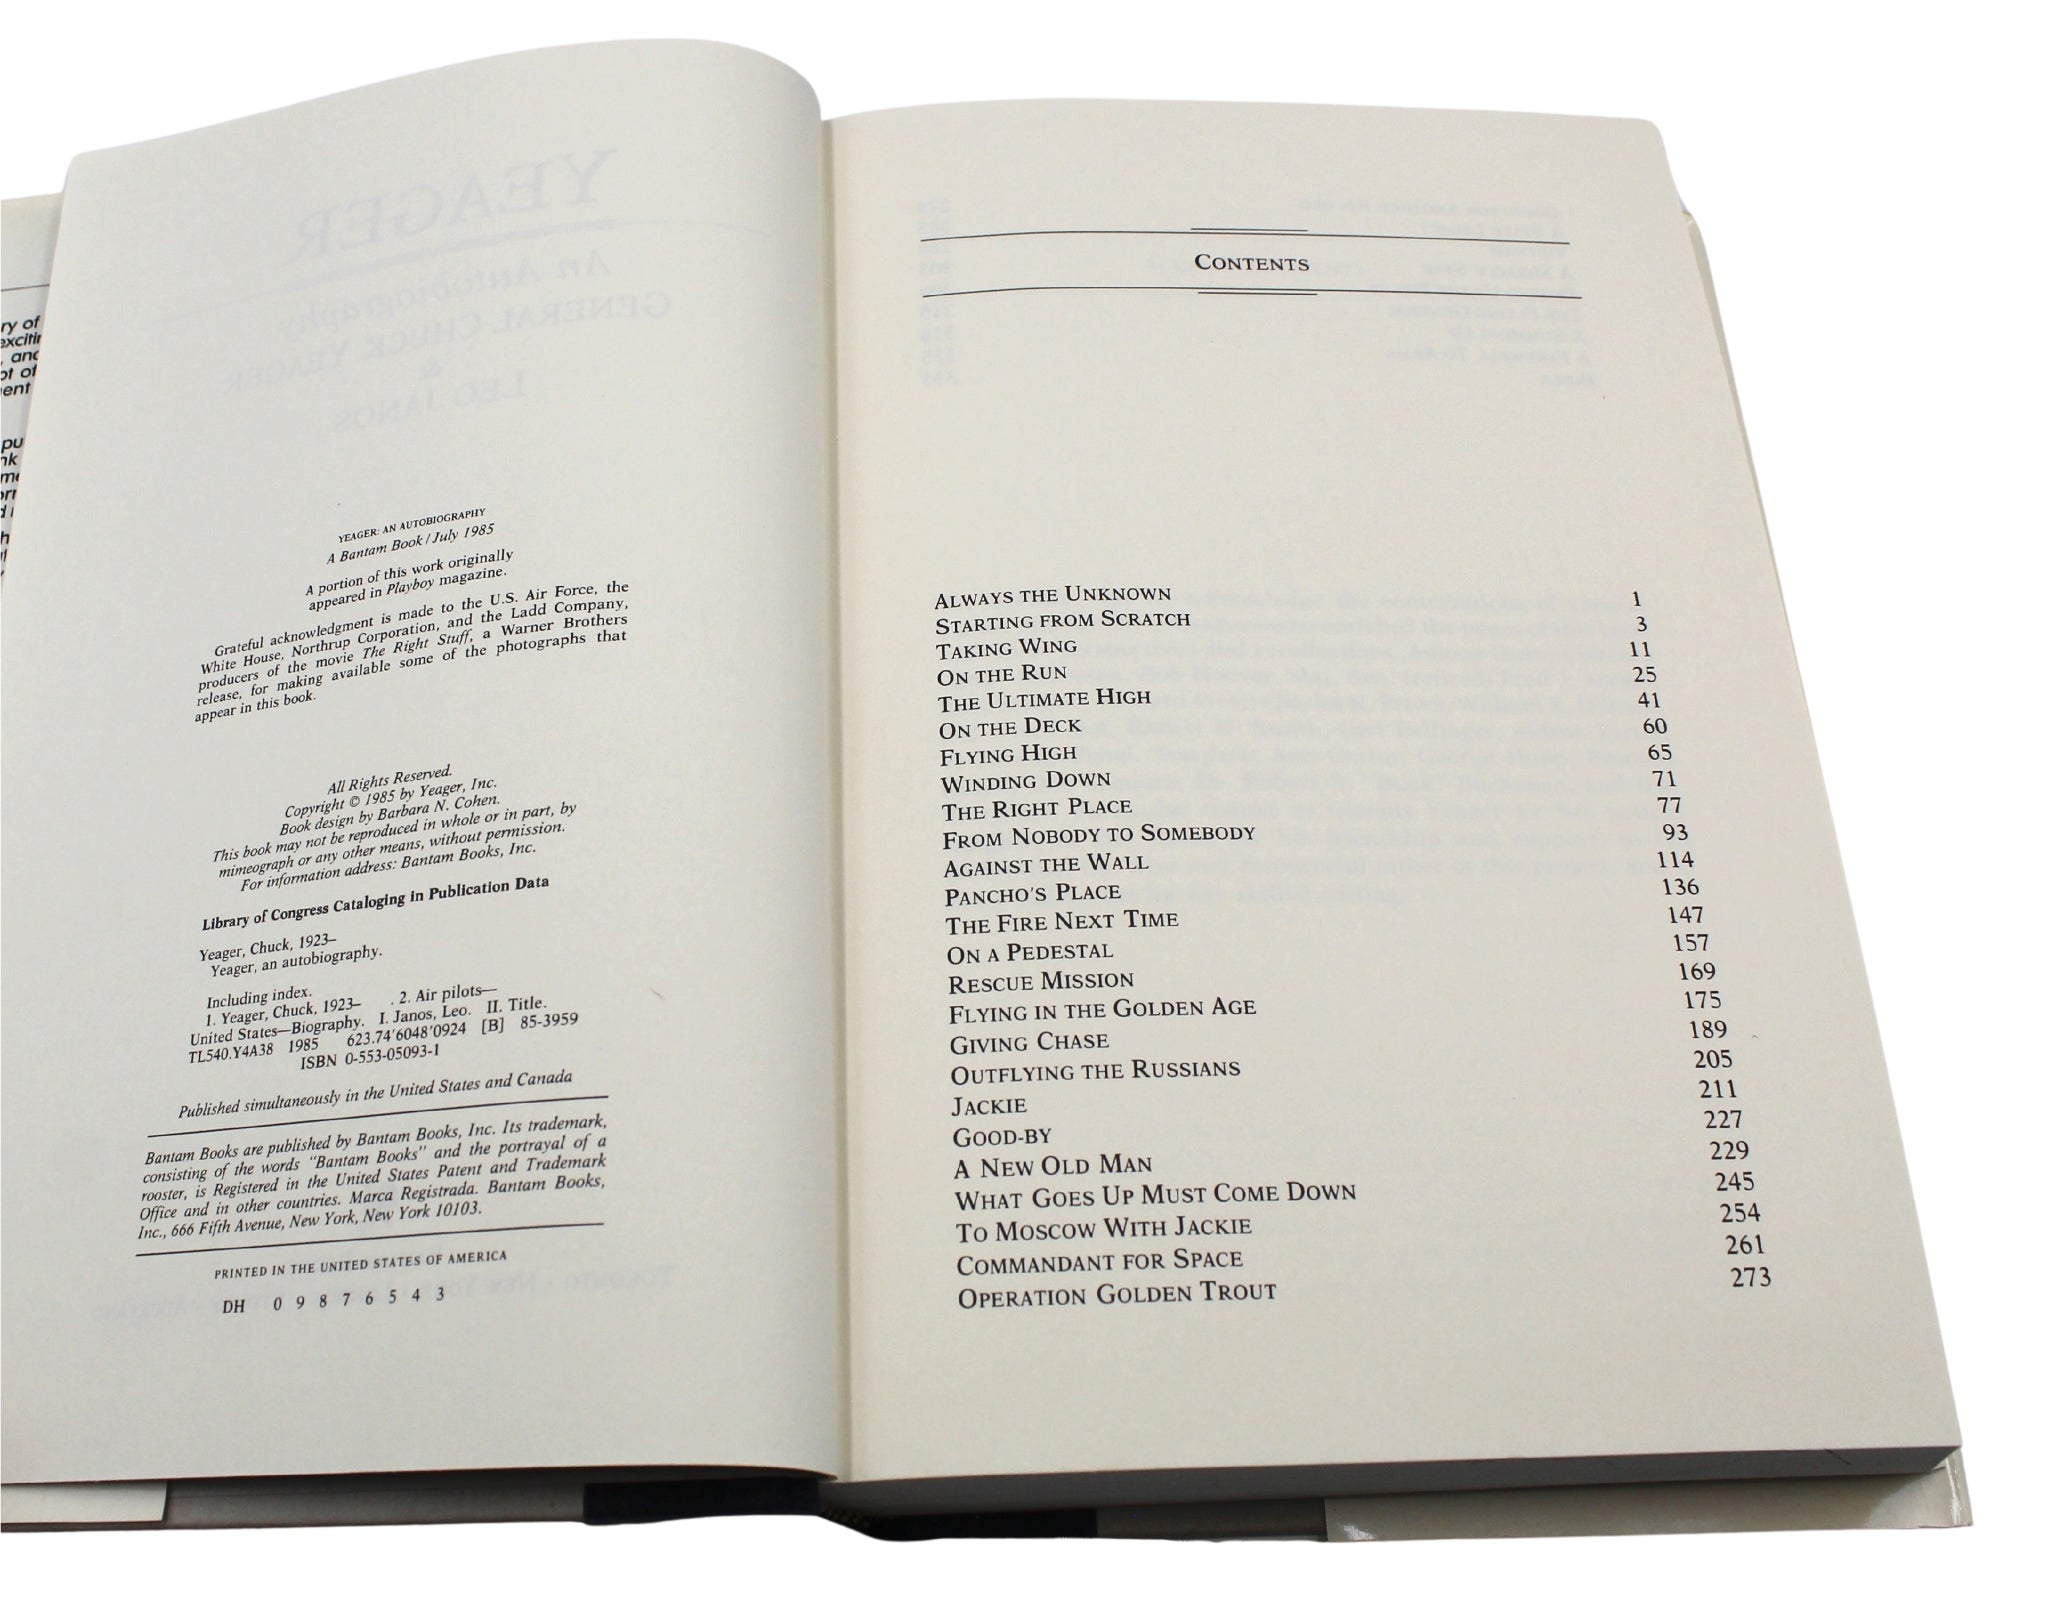 ry of
and
ot of
pu
YEAGER
An Autobiography
GENERAL CHUCK YEAGER
&
LEO JANOS
YEAGER: AN AUTOBIOGRAPHY
A Bantam Book / July 1985
A portion of this work originally
appeared in Playboy magazine.
Grateful acknowledgment is made to the U.S. Air Force, the
White House, Northrup Corporation, and the Ladd Company,
producers of the movie The Right Stuff, a Warner Brothers
release, for making available some of the photographs that
appear in this book.
All Rights Reserved.
Copyright © 1985 by Yeager, Inc.
Book design by Barbara N. Cohen.
This book may not be reproduced in whole or in part, by
mimeograph or any other means, without permission.
For information address: Bantam Books, Inc.
Library of Congress Cataloging in Publication Data
Yeager, Chuck, 1923–
Yeager, an autobiography.
Including index.
1. Yeager, Chuck, 1923– . 2. Air pilots—
United States—Biography. I. Janos, Leo. II. Title.
TL540.Y4A38 1985 623.74'6048'0924 [B] 85-3959
ISBN 0-553-05093-1
Published simultaneously in the United States and Canada
Bantam Books are published by Bantam Books, Inc. Its trademark,
consisting of the words "Bantam Books" and the portrayal of a
rooster, is Registered in the United States Patent and Trademark
Office and in other countries. Marca Registrada. Bantam Books,
Inc., 666 Fifth Avenue, New York, New York 10103.
PRINTED IN THE UNITED STATES OF AMERICA
DH 0 9 8 7 6 5 4 3
CONTENTS
ALWAYS THE UNKNOWN 1
STARTING FROM SCRATCH 3
TAKING WING 11
ON THE RUN 25
THE ULTIMATE HIGH 41
ON THE DECK 60
FLYING HIGH 65
WINDING DOWN 71
THE RIGHT PLACE 77
FROM NOBODY TO SOMEBODY 93
AGAINST THE WALL 114
PANCHO'S PLACE 136
THE FIRE NEXT TIME 147
ON A PEDESTAL 157
RESCUE MISSION 169
FLYING IN THE GOLDEN AGE 175
GIVING CHASE 189
OUTFLYING THE RUSSIANS 205
JACKIE 211
GOOD-BY 227
A NEW OLD MAN 229
WHAT GOES UP MUST COME DOWN 245
TO MOSCOW WITH JACKIE 254
COMMANDANT FOR SPACE 261
OPERATION GOLDEN TROUT 273